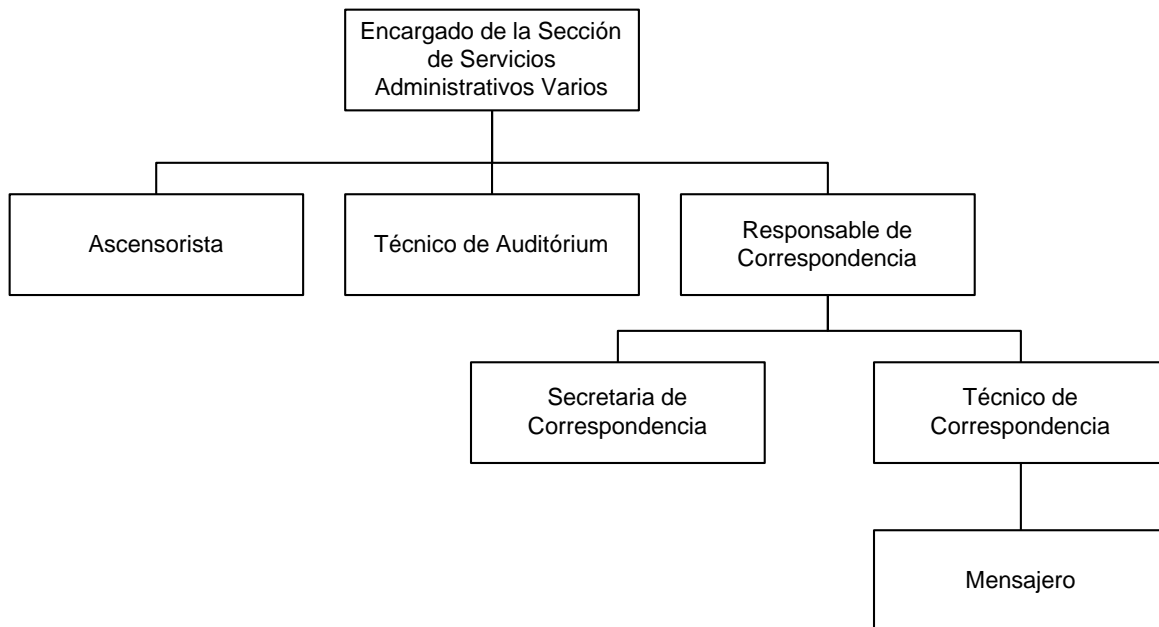 Encargado de la Sección
de Servicios
Administrativos Varios
Ascensorista
Técnico de Auditórium
Responsable de
Correspondencia
Secretaria de
Correspondencia
Técnico de
Correspondencia
Mensajero